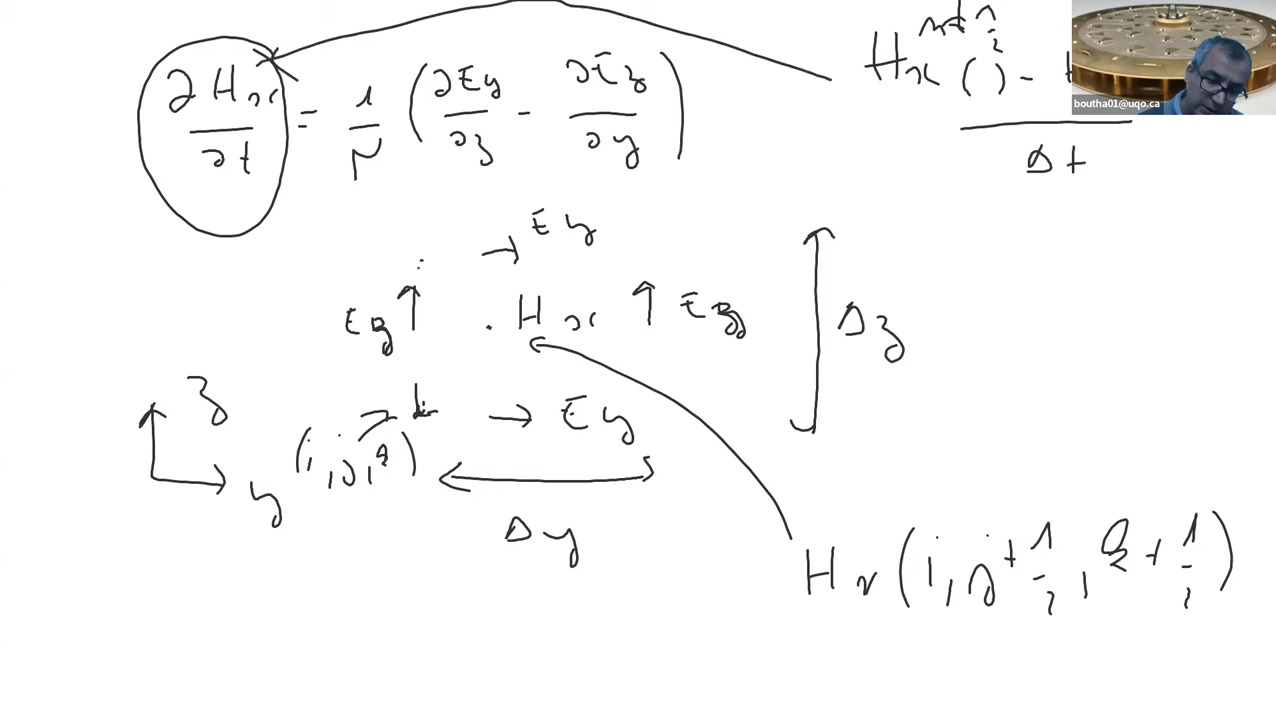 ∂Hx/∂t = 1/μ (∂Ey/∂z - ∂Ez/∂y)
Hx^(n+1/2) ( ) -
Δt
boutha01@uqo.ca
→ Ey
Ez ↑ . Hx ↑ Ez
Δz
z
y
(i, j, k)
→ Ey
Δy
Hx (i, j+1/2, k+1/2)